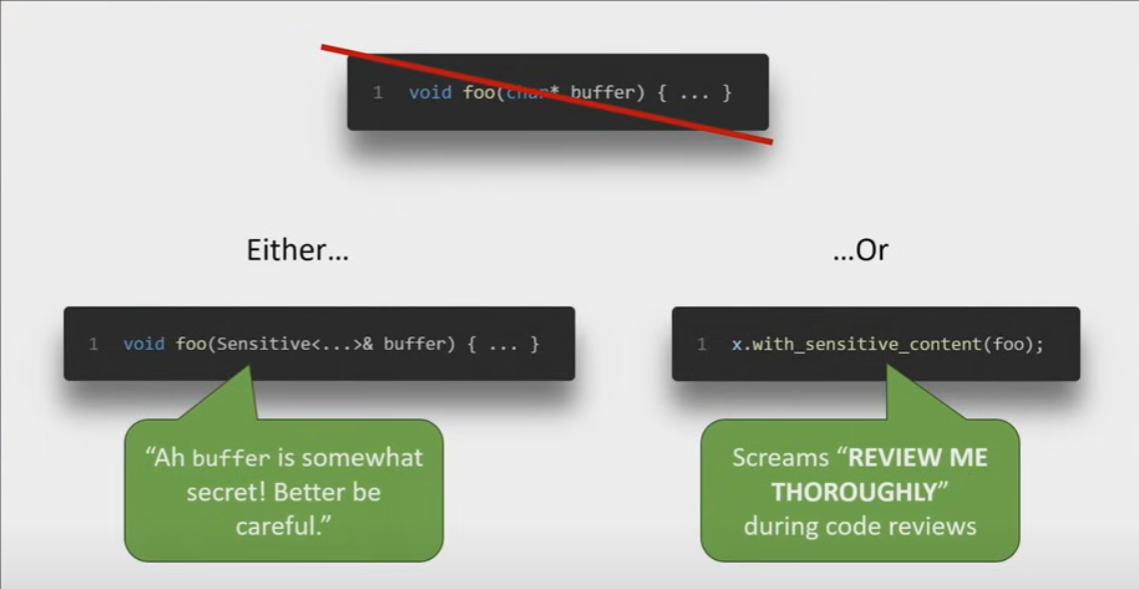 1 void foo(char* buffer) { ... }
Either…
…Or
1 void foo(Sensitive<...>& buffer) { ... }
1 x.with_sensitive_content(foo);
“Ah buffer is somewhat
secret! Better be
careful.”
Screams “REVIEW ME
THOROUGHLY”
during code reviews